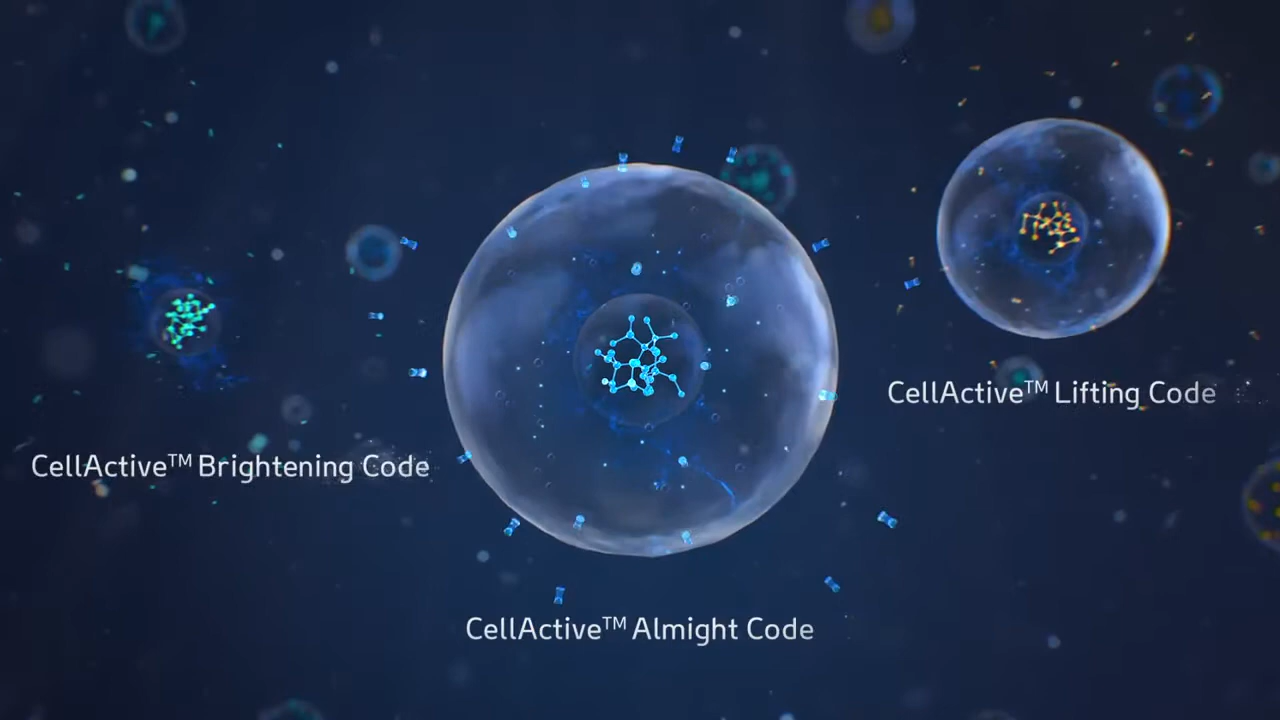 CellActive™ Lifting Code
CellActive™ Brightening Code
CellActive™ Almight Code